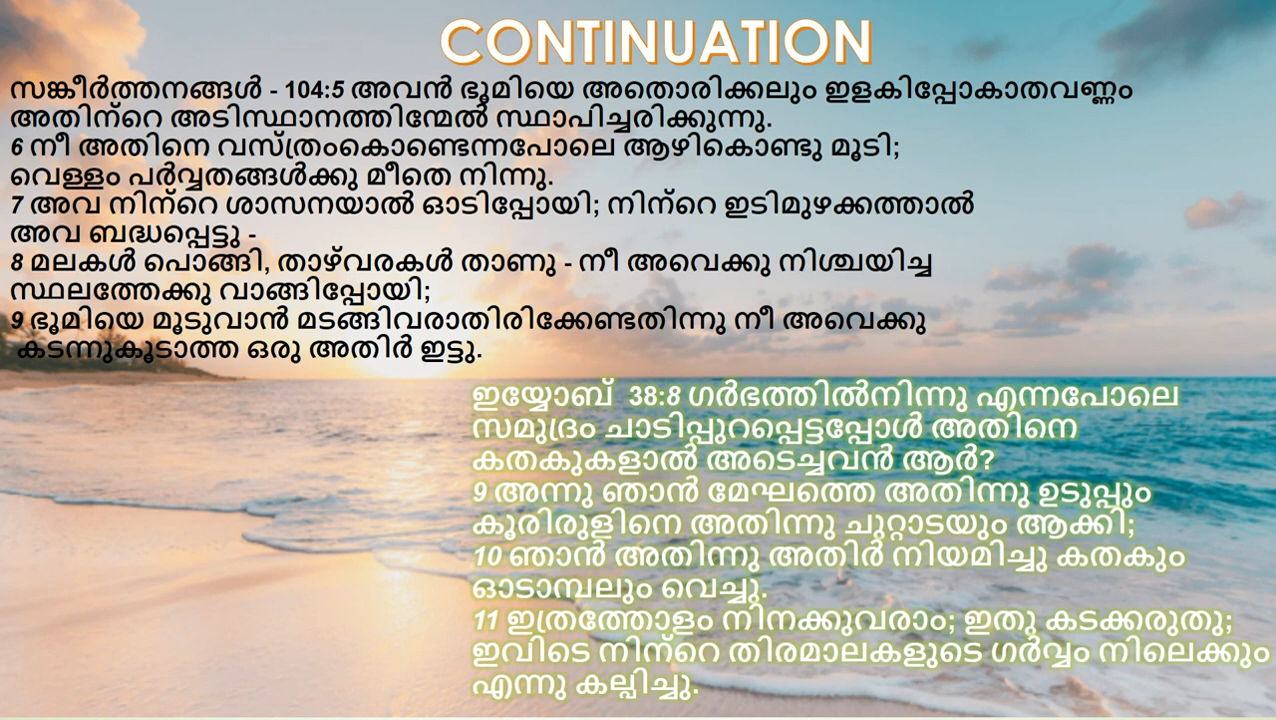 CONTINUATION
സങ്കീർത്തനങ്ങൾ - 104:5 അവൻ ഭൂമിയെ അതൊരിക്കലും ഇളകിപ്പോകാതവണ്ണം
അതിന്റെ അടിസ്ഥാനത്തിന്മേൽ സ്ഥാപിച്ചരിക്കുന്നു.
6 നീ അതിനെ വസ്ത്രംകൊണ്ടെന്നപോലെ ആഴികൊണ്ടു മൂടി;
വെള്ളം പർവ്വതങ്ങൾക്കു മീതെ നിന്നു.
7 അവ നിന്റെ ശാസനയാൽ ഓടിപ്പോയി; നിന്റെ ഇടിമുഴക്കത്താൽ
അവ ബദ്ധപ്പെട്ടു -
8 മലകൾ പൊങ്ങി, താഴ്വരകൾ താണു - നീ അവെക്കു നിശ്ചയിച്ച
സ്ഥലത്തേക്കു വാങ്ങിപ്പോയി;
9 ഭൂമിയെ മൂടുവാൻ മടങ്ങിവരാതിരിക്കേണ്ടതിന്നു നീ അവെക്കു
കടന്നുകൂടാത്ത ഒരു അതിർ ഇട്ടു.
ഇയ്യോബ് 38:8 ഗർഭത്തിൽനിന്നു എന്നപോലെ
സമുദ്രം ചാടിപ്പുറപ്പെട്ടപ്പോൾ അതിനെ
കതകുകളാൽ അടെച്ചവൻ ആർ?
9 അന്നു ഞാൻ മേഘത്തെ അതിന്നു ഉടുപ്പും
കൂരിരുളിനെ അതിന്നു ചുറ്റാടയും ആക്കി;
10 ഞാൻ അതിന്നു അതിർ നിയമിച്ചു കതകും
ഓടാമ്പലും വെച്ചു.
11 ഇത്രത്തോളം നിനക്കുവരാം; ഇതു കടക്കരുതു;
ഇവിടെ നിന്റെ തിരമാലകളുടെ ഗർവ്വം നിലെക്കും
എന്നു കല്പിച്ചു.